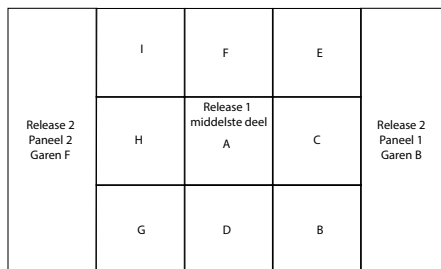 I
F
E
Release 2
Paneel 2
Garen F
H
Release 1
middelste deel
A
C
Release 2
Paneel 1
Garen B
G
D
B